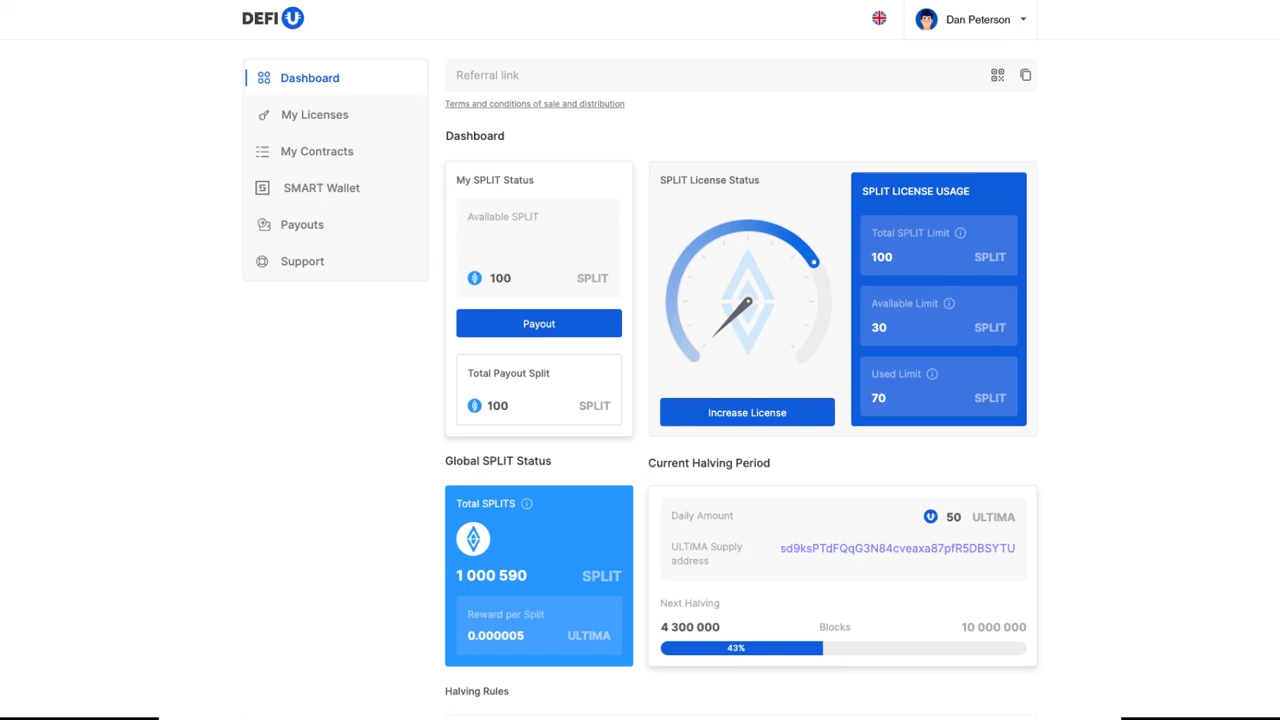 DEFI U
Dan Peterson
Dashboard
My Licenses
My Contracts
SMART Wallet
Payouts
Support
Referral link
Terms and conditions of sale and distribution
Dashboard
My SPLIT Status
Available SPLIT
100 SPLIT
Payout
Total Payout Split
100 SPLIT
SPLIT License Status
Increase License
SPLIT LICENSE USAGE
Total SPLIT Limit
100 SPLIT
Available Limit
30 SPLIT
Used Limit
70 SPLIT
Global SPLIT Status
Total SPLITS
1 000 590 SPLIT
Reward per Split
0.000005 ULTIMA
Current Halving Period
Daily Amount 50 ULTIMA
ULTIMA Supply address sd9ksPTdFQqG3N84cveaxa87pfR5DBSYTU
Next Halving
4 300 000 Blocks 10 000 000
43%
Halving Rules